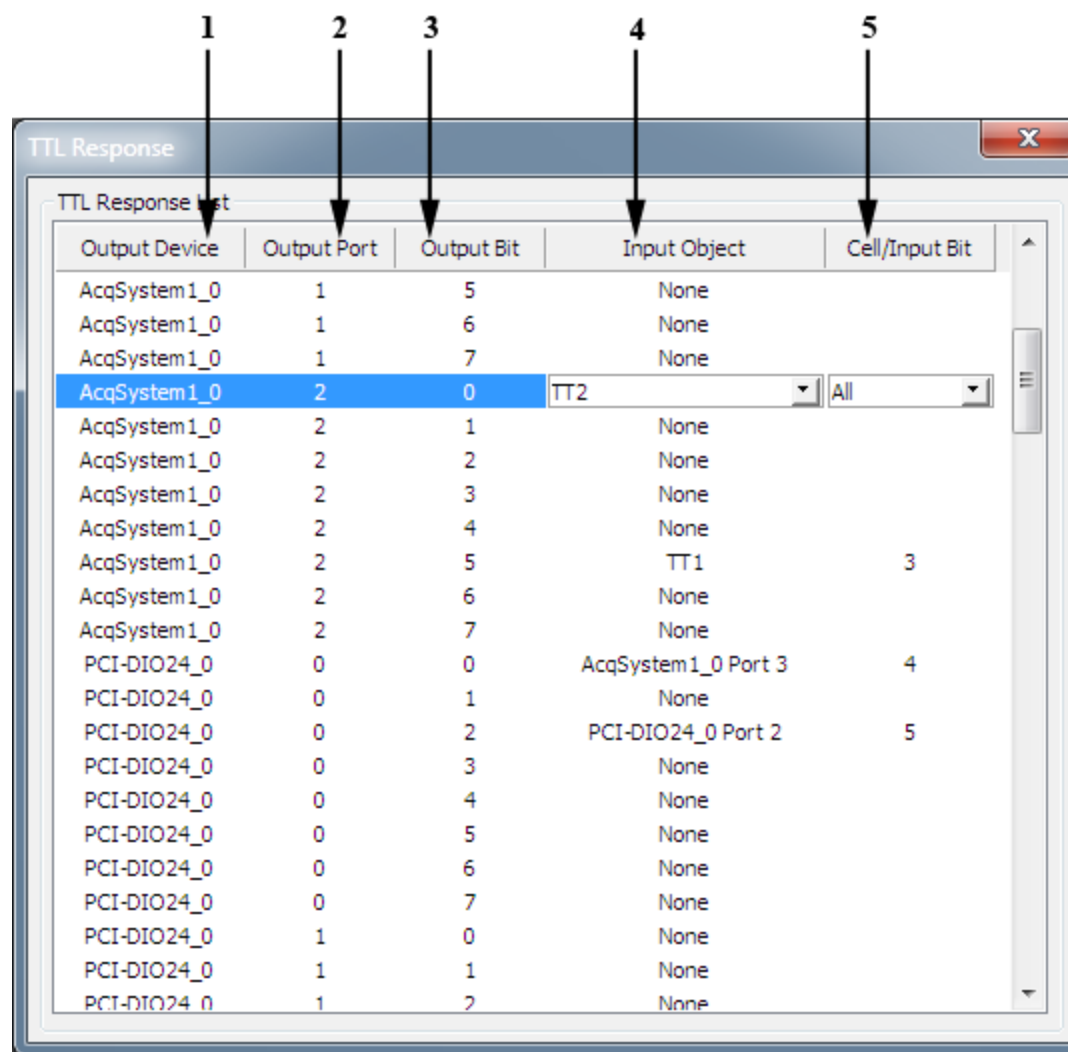 1 2 3 4 5
TTL Response
TTL Response List
Output Device Output Port Output Bit Input Object Cell/Input Bit
AcqSystem1_0 1 5 None
AcqSystem1_0 1 6 None
AcqSystem1_0 1 7 None
AcqSystem1_0 2 0 TT2 All
AcqSystem1_0 2 1 None
AcqSystem1_0 2 2 None
AcqSystem1_0 2 3 None
AcqSystem1_0 2 4 None
AcqSystem1_0 2 5 TT1 3
AcqSystem1_0 2 6 None
AcqSystem1_0 2 7 None
PCI-DIO24_0 0 0 AcqSystem1_0 Port 3 4
PCI-DIO24_0 0 1 None
PCI-DIO24_0 0 2 PCI-DIO24_0 Port 2 5
PCI-DIO24_0 0 3 None
PCI-DIO24_0 0 4 None
PCI-DIO24_0 0 5 None
PCI-DIO24_0 0 6 None
PCI-DIO24_0 0 7 None
PCI-DIO24_0 1 0 None
PCI-DIO24_0 1 1 None
PCI-DIO24_0 1 2 None